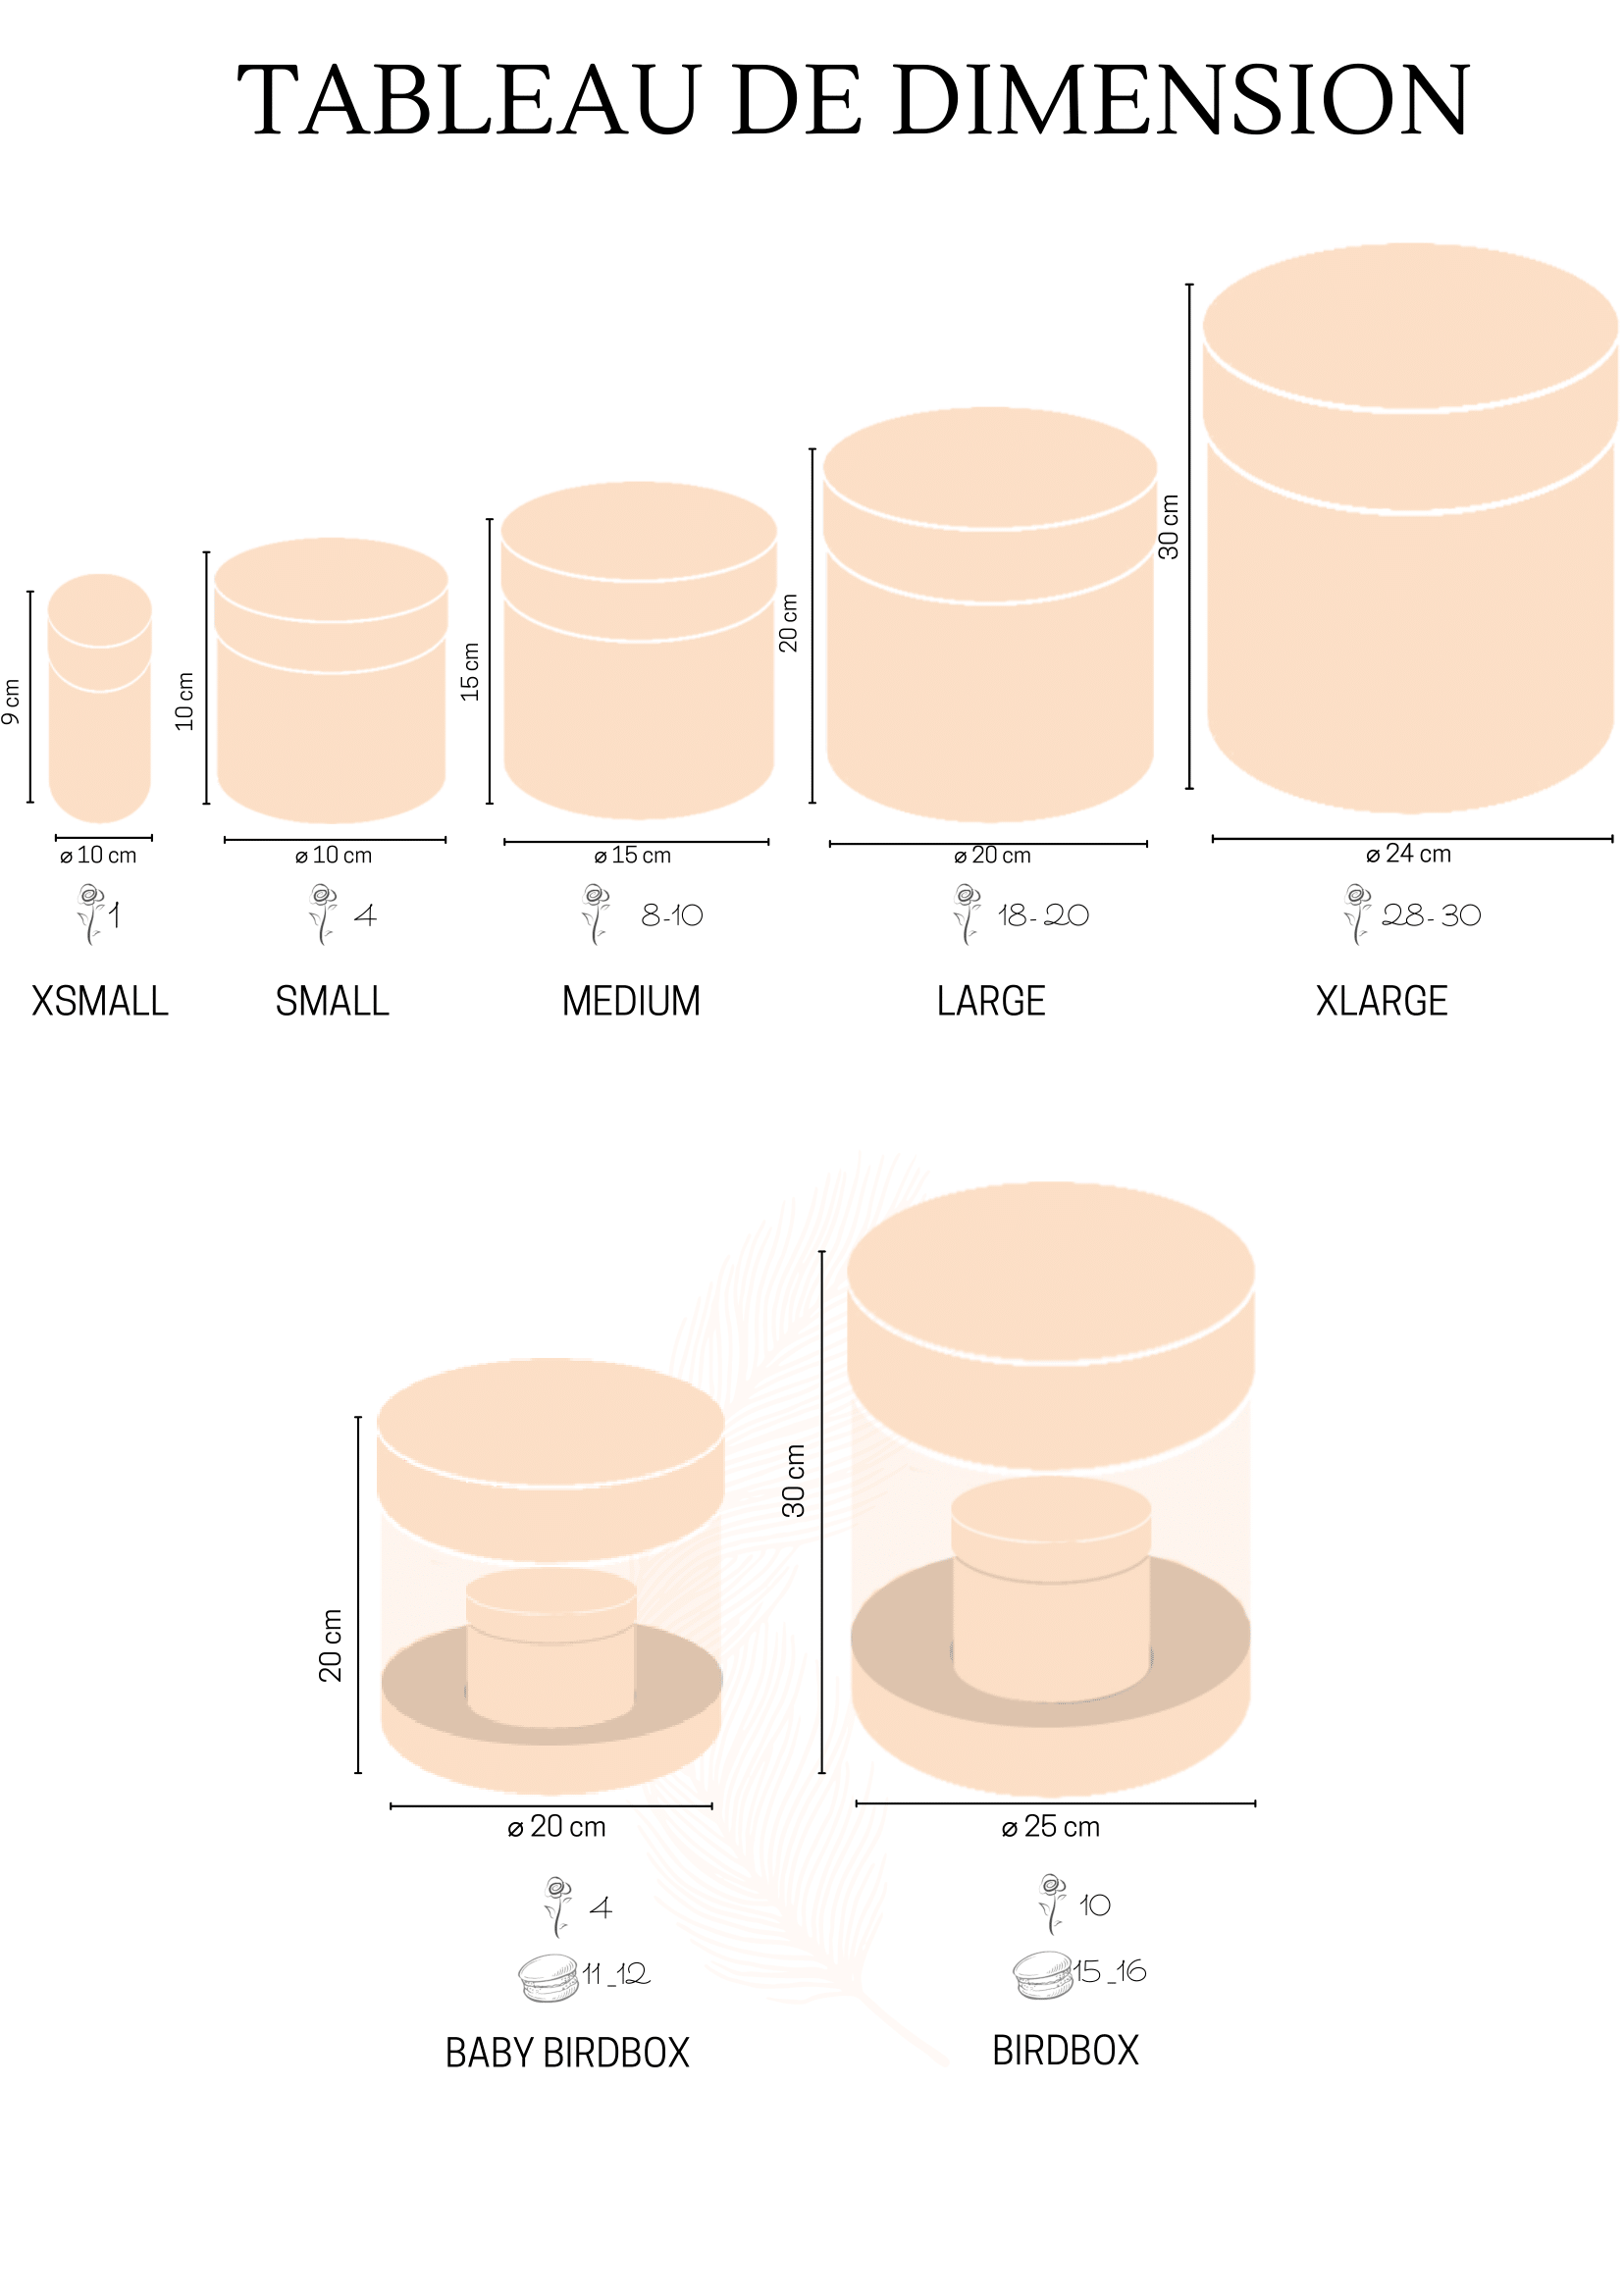 TABLEAU DE DIMENSION
9 cm
10 cm
15 cm
20 cm
30 cm
⌀ 10 cm
⌀ 10 cm
⌀ 15 cm
⌀ 20 cm
⌀ 24 cm
1
4
8-10
18-20
28-30
XSMALL
SMALL
MEDIUM
LARGE
XLARGE
20 cm
30 cm
⌀ 20 cm
⌀ 25 cm
4
10
11_12
15_16
BABY BIRDBOX
BIRDBOX